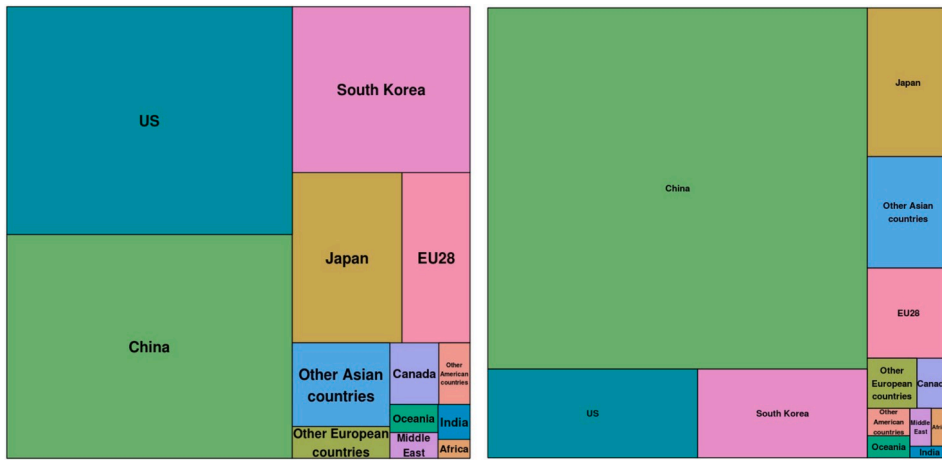 US
South Korea
Japan
EU28
China
Other Asian
countries
Canada
Other
American
countries
Oceania
India
Other European
countries
Middle
East
Africa
China
Japan
Other Asian
countries
EU28
US
South Korea
Other
European
countries
Other
American
countries
Middle
East
Oceania
India